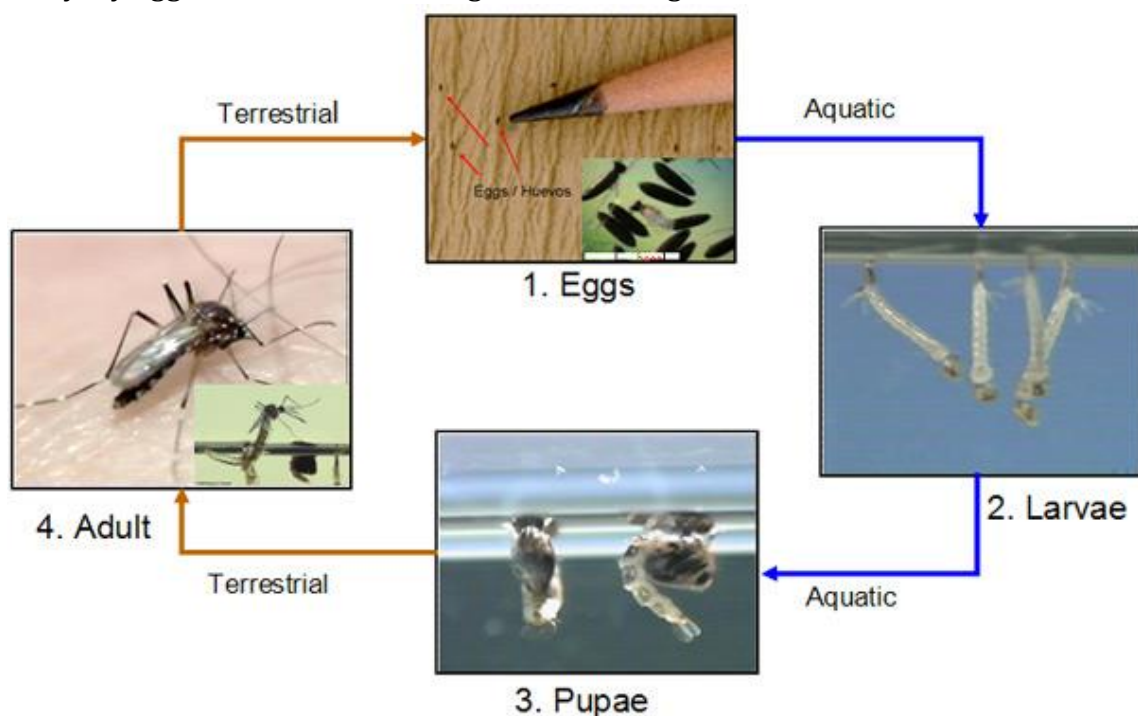 Terrestrial
Aquatic
Eggs / Huevos
1. Eggs
4. Adult
2. Larvae
Terrestrial
Aquatic
3. Pupae